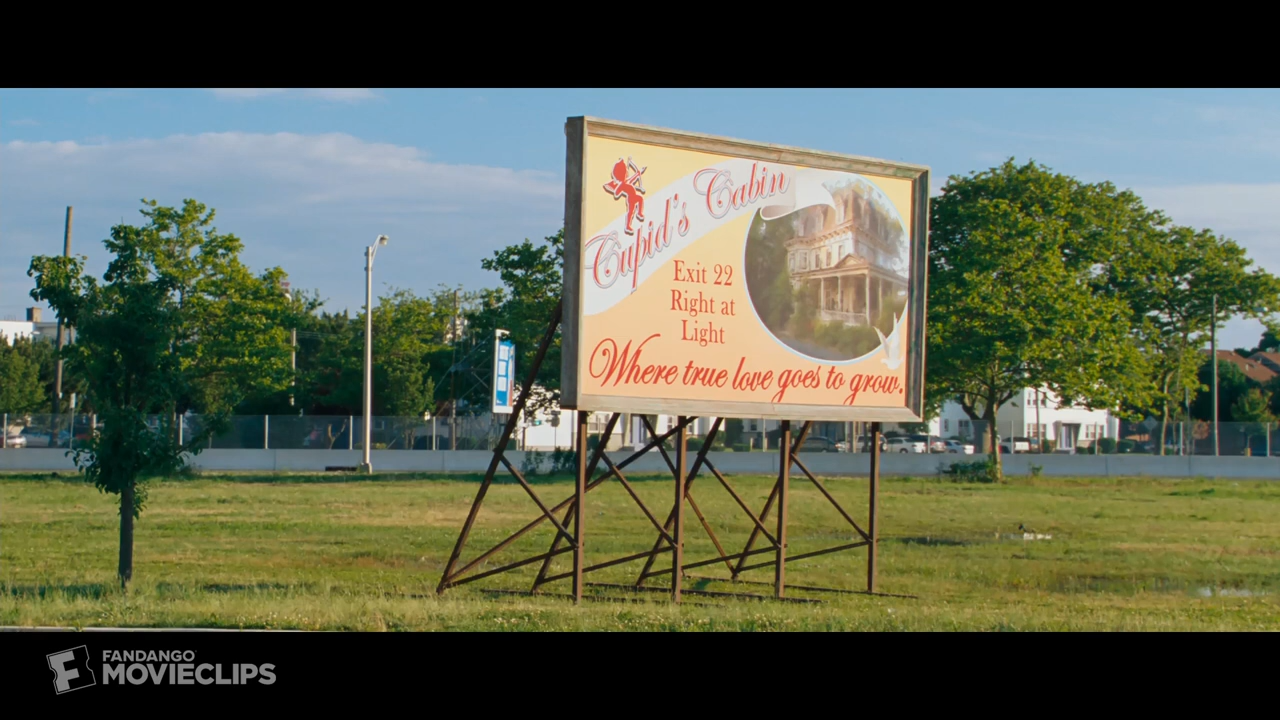 Cupid's Cabin
Exit 22
Right at
Light
Where true love goes to grow.
FANDANGO
MOVIECLIPS